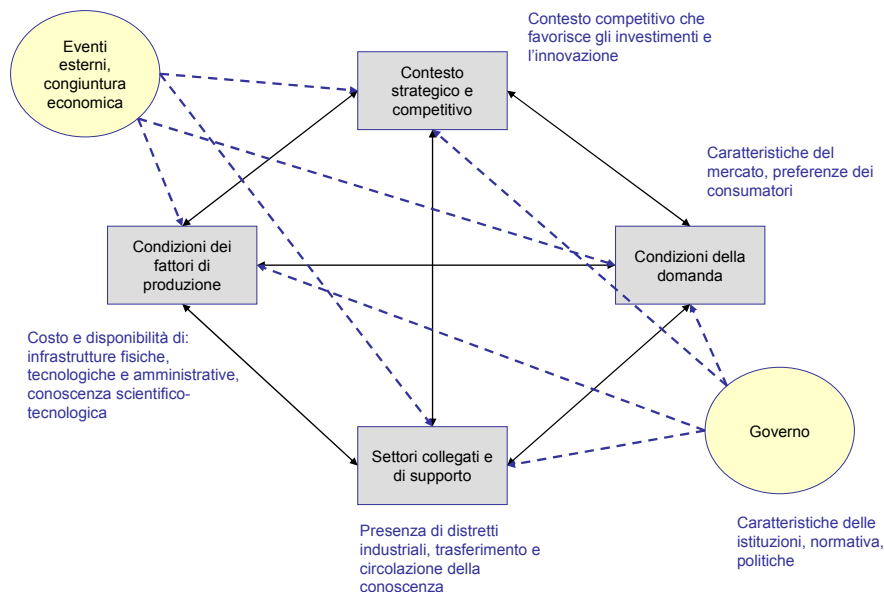 Contesto competitivo che
favorisce gli investimenti e
l'innovazione
Eventi
esterni,
congiuntura
economica
Contesto
strategico e
competitivo
Caratteristiche del
mercato, preferenze dei
consumatori
Condizioni dei
fattori di
produzione
Condizioni della
domanda
Costo e disponibilità di:
infrastrutture fisiche,
tecnologiche e amministrative,
conoscenza scientifico-
tecnologica
Settori collegati e
di supporto
Governo
Presenza di distretti
industriali, trasferimento e
circolazione della
conoscenza
Caratteristiche delle
istituzioni, normativa,
politiche